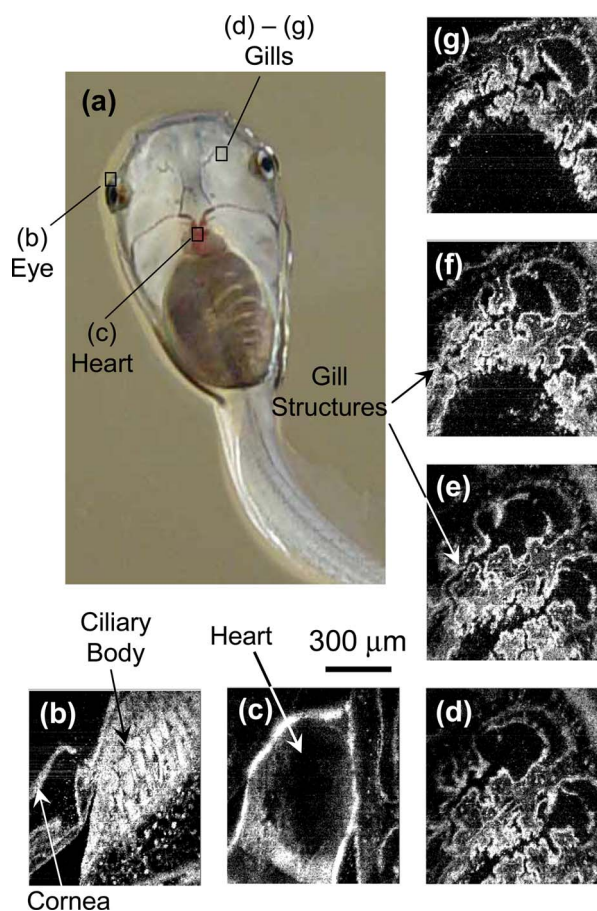 (d) – (g)
Gills
(a)
(b)
Eye
(c)
Heart
(g)
(f)
Gill
Structures
(e)
Ciliary
Body
Heart
300 μm
(b)
(c)
(d)
Cornea